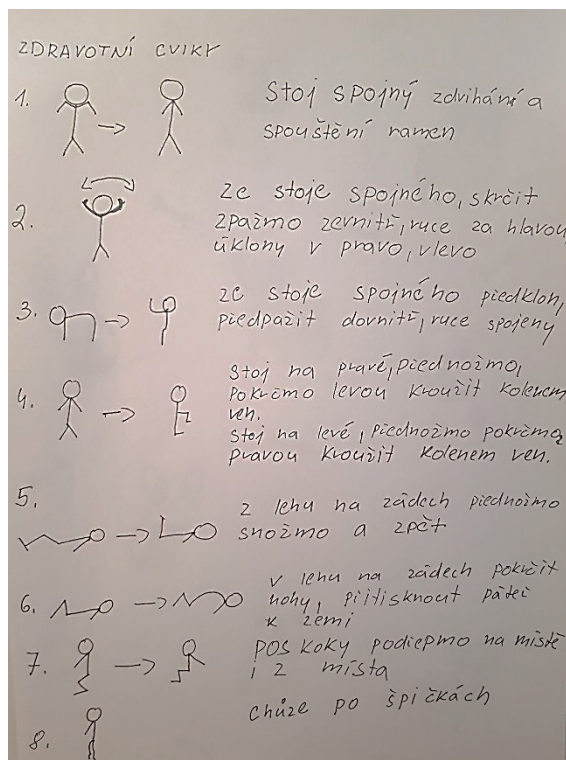 ZDRAVOTNÍ CVIKY
1. Stoj spojný zdvihání a
spouštění ramen
2. ze stoje spojného, skrčit
zpažmo zevnitř, ruce za hlavou
úklony v pravo, vlevo
3. ze stoje spojného předklon,
předpažit dovnitř, ruce spojeny
4. Stoj na pravé, přednožmo,
pokrčmo levou kroužit kolenem
ven.
Stoj na levé, přednožmo pokrčmo,
pravou kroužit kolenem ven.
5. z lehu na zádech přednožmo
snožmo a zpět
6. v lehu na zádech pokrčit
nohy, přitisknout páteř
k zemi
7. POSKOKY podřepmo na místě
i z místa
8. chůze po špičkách